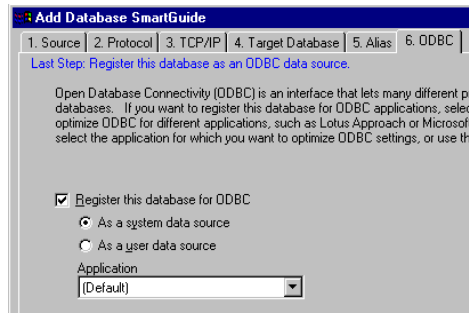 Add Database SmartGuide
1. Source 2. Protocol 3. TCP/IP 4. Target Database 5. Alias 6. ODBC
Last Step: Register this database as an ODBC data source.
Open Database Connectivity (ODBC) is an interface that lets many different
databases. If you want to register this database for ODBC applications,
optimize ODBC for different applications, such as Lotus Approach or
select the application for which you want to optimize ODBC settings, or use
Register this database for ODBC
As a system data source
As a user data source
Application
(Default)